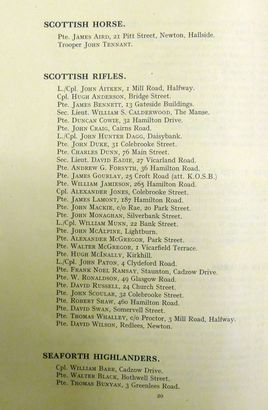 SCOTTISH HORSE.
Pte. JAMES AIRD, 21 Pitt Street, Newton, Hallside.
Trooper JOHN TENNANT.
SCOTTISH RIFLES.
L./Cpl. JOHN AITKEN, 1 Mill Road, Halfway.
Cpl. HUGH ANDERSON, Bridge Street.
Pte. JAMES BENNETT, 13 Gateside Buildings.
Sec. Lieut. WILLIAM S. CALDERWOOD, The Manse.
Pte. DUNCAN COWIE, 32 Hamilton Drive.
Pte. JOHN CRAIG, Cairns Road.
L./Cpl. JOHN HUNTER DAGG, Daisybank.
Pte. JOHN DUKE, 31 Colebrooke Street.
Pte. CHARLES DUNN, 76 Main Street.
Sec. Lieut. DAVID EADIE, 27 Vicarland Road.
Pte. ANDREW G. FORSYTH, 36 Hamilton Road.
Pte. JAMES GOURLAY, 25 Croft Road (att. K.O.S.B.)
Pte. WILLIAM JAMIESON, 265 Hamilton Road.
Cpl. ALEXANDER JONES, Colebrooke Street.
Pte. JAMES LAMONT, 187 Hamilton Road.
Pte. JOHN MACKIE, c/o Rae, 20 Park Street.
Pte. JOHN MONAGHAN, Silverbank Street.
L./Cpl. WILLIAM MUNN, 22 Bank Street.
Pte. JOHN MCALPINE, Lightburn.
Pte. ALEXANDER MCGREGOR, Park Street.
Pte. WALTER MCGREGOR, 1 Vicarfield Terrace.
Pte. HUGH MCINALLY, Kirkhill.
L./Cpl. JOHN PATON, 4 Clydeford Road.
Pte. FRANK NOEL RAMSAY, Staunton, Cadzow Drive.
Pte. W. RONALDSON, 49 Glasgow Road.
Pte. DAVID RUSSELL, 24 Church Street.
Pte. JOHN SCOULAR, 32 Colebrooke Street.
Pte. ROBERT SHAW, 460 Hamilton Road.
Pte. DAVID SWAN, Somervell Street.
Pte. THOMAS WHALLEY, c/o Proctor, 3 Mill Road, Halfway.
Pte. DAVID WILSON, Redlees, Newton.
SEAFORTH HIGHLANDERS.
Cpl. WILLIAM BARR, Cadzow Drive.
Pte. WALTER BLACK, Bothwell Street.
Pte. THOMAS BUNYAN, 3 Greenlees Road.
20